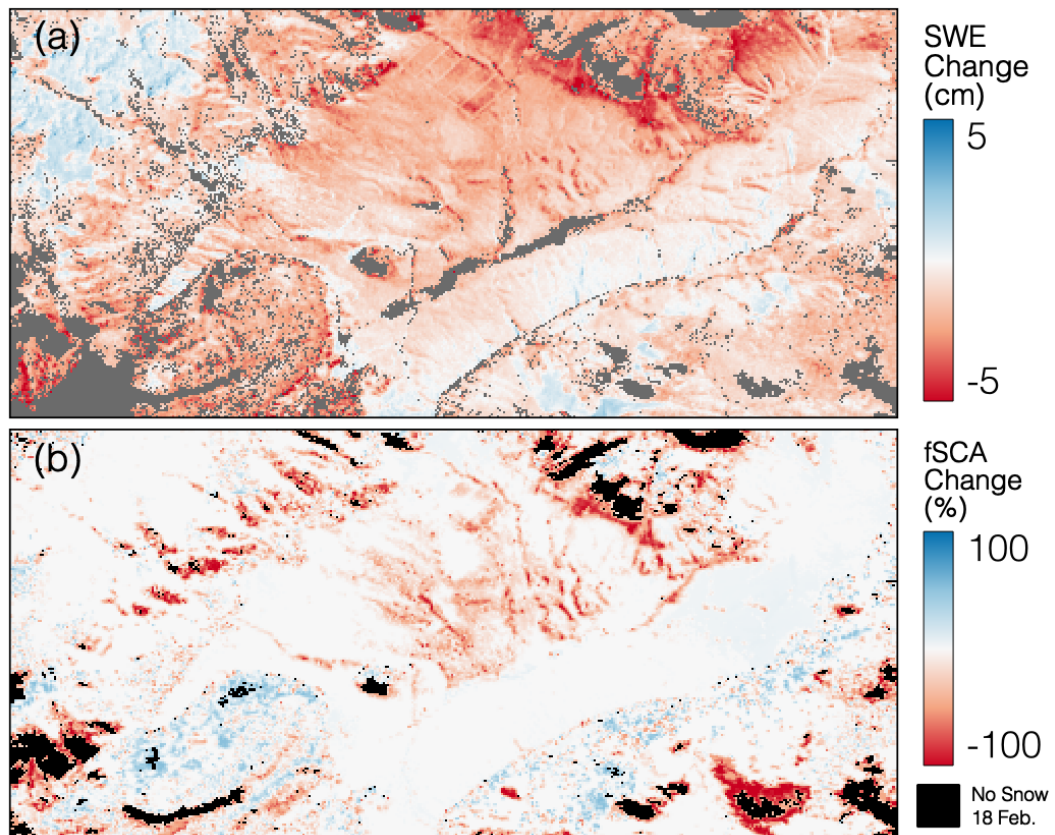 (a)
SWE
Change
(cm)
5
-5
(b)
fSCA
Change
(%)
100
-100
No Snow
18 Feb.